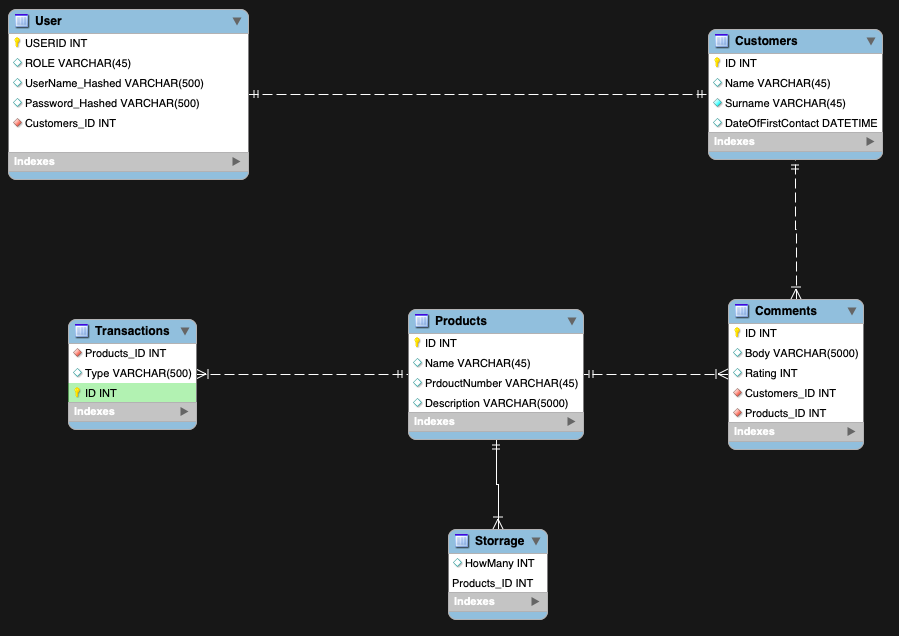 User
USERID INT
ROLE VARCHAR(45)
UserName_Hashed VARCHAR(500)
Password_Hashed VARCHAR(500)
Customers_ID INT
Indexes
Customers
ID INT
Name VARCHAR(45)
Surname VARCHAR(45)
DateOfFirstContact DATETIME
Indexes
Transactions
Products_ID INT
Type VARCHAR(500)
ID INT
Indexes
Products
ID INT
Name VARCHAR(45)
PrdouctNumber VARCHAR(45)
Description VARCHAR(5000)
Indexes
Comments
ID INT
Body VARCHAR(5000)
Rating INT
Customers_ID INT
Products_ID INT
Indexes
Storrage
HowMany INT
Products_ID INT
Indexes